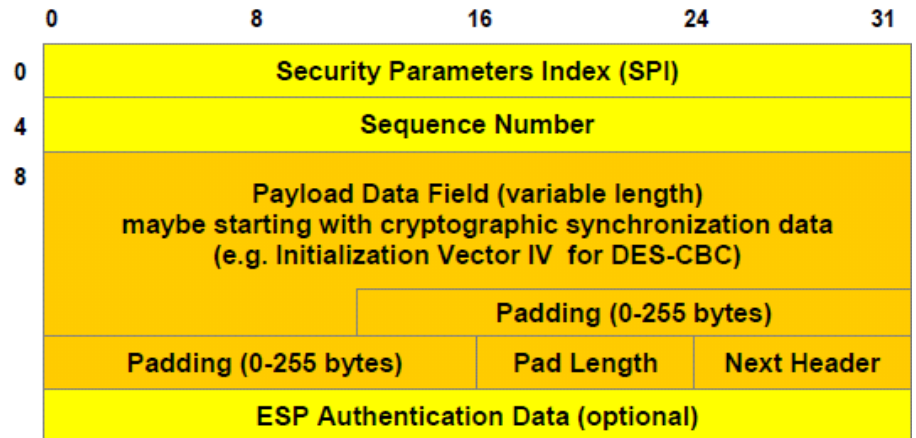 0 8 16 24 31
0 Security Parameters Index (SPI)
4 Sequence Number
8 Payload Data Field (variable length)
maybe starting with cryptographic synchronization data
(e.g. Initialization Vector IV for DES-CBC)
Padding (0-255 bytes)
Padding (0-255 bytes) Pad Length Next Header
ESP Authentication Data (optional)